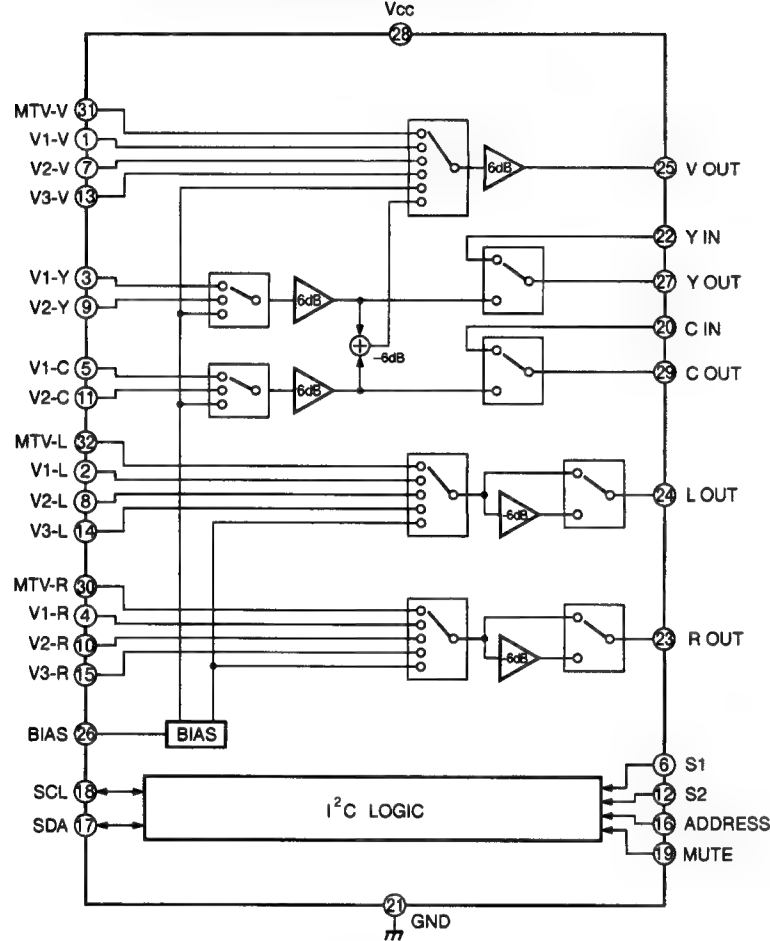 Vcc
28
MTV-V 31
V1-V 1
V2-V 7
V3-V 13
6dB
25 V OUT
22 Y IN
V1-Y 3
V2-Y 9
6dB
27 Y OUT
20 C IN
−6dB
V1-C 5
V2-C 11
6dB
29 C OUT
MTV-L 32
V1-L 2
V2-L 8
V3-L 14
-6dB
24 L OUT
MTV-R 30
V1-R 4
V2-R 10
V3-R 15
-6dB
23 R OUT
BIAS 26
BIAS
SCL 18
SDA 17
I²C LOGIC
6 S1
12 S2
16 ADDRESS
19 MUTE
21
GND